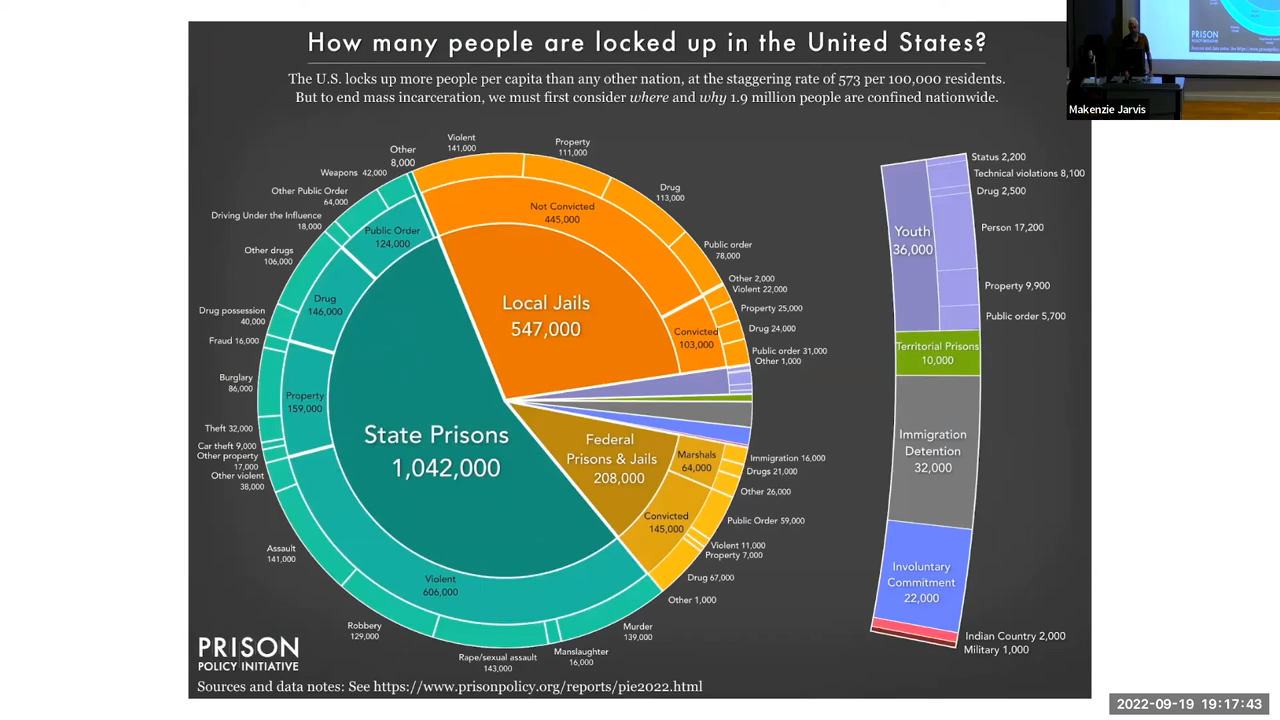 How many people are locked up in the United States?
The U.S. locks up more people per capita than any other nation, at the staggering rate of 573 per 100,000 residents.
But to end mass incarceration, we must first consider where and why 1.9 million people are confined nationwide.
Makenzie Jarvis
PRISON
POLICY INITIATIVE
Other
8,000
Violent
141,000
Property
111,000
Drug
113,000
Public order
78,000
Other 2,000
Violent 22,000
Property 25,000
Drug 24,000
Public order 31,000
Other 1,000
Not Convicted
445,000
Convicted
103,000
Local Jails
547,000
Weapons 42,000
Other Public Order
64,000
Driving Under the Influence
18,000
Other drugs
106,000
Drug possession
40,000
Fraud 16,000
Burglary
86,000
Theft 32,000
Car theft 9,000
Other property
17,000
Other violent
38,000
Assault
141,000
Robbery
129,000
Rape/sexual assault
143,000
Manslaughter
16,000
Murder
139,000
Public Order
124,000
Drug
146,000
Property
159,000
Violent
606,000
State Prisons
1,042,000
Federal
Prisons & Jails
208,000
Marshals
64,000
Convicted
145,000
Immigration 16,000
Drugs 21,000
Other 26,000
Public Order 59,000
Violent 11,000
Property 7,000
Drug 67,000
Other 1,000
Youth
36,000
Status 2,200
Technical violations 8,100
Drug 2,500
Person 17,200
Property 9,900
Public order 5,700
Territorial Prisons
10,000
Immigration
Detention
32,000
Involuntary
Commitment
22,000
Indian Country 2,000
Military 1,000
PRISON
POLICY INITIATIVE
Sources and data notes: See https://www.prisonpolicy.org/reports/pie2022.html
2022-09-19 19:17:43